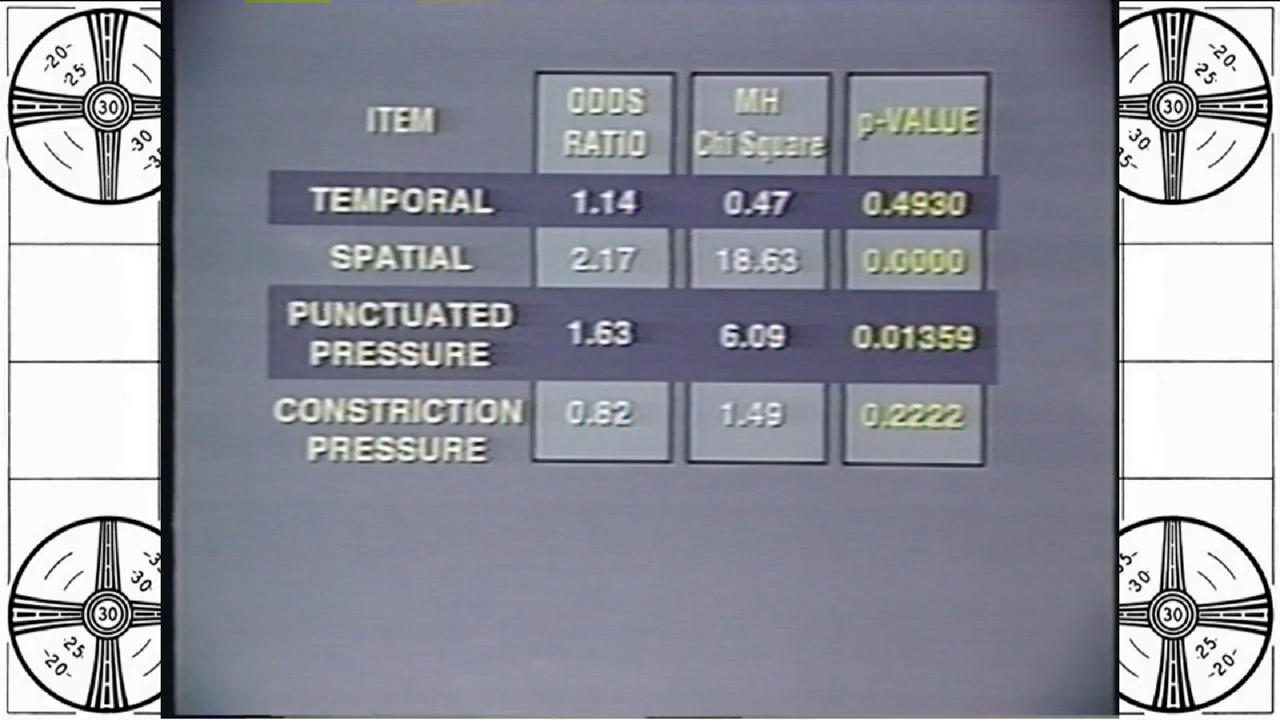 ITEM
ODDS
RATIO
MH
Chi Square
p-VALUE
TEMPORAL 1.14 0.47 0.4930
SPATIAL 2.17 18.63 0.0000
PUNCTUATED
PRESSURE
1.63 6.09 0.01359
CONSTRICTION
PRESSURE
0.82 1.49 0.2222
-20-
25
30
30
-20-
25
30
30
30
30
25
-20-
30
30
25
-20-